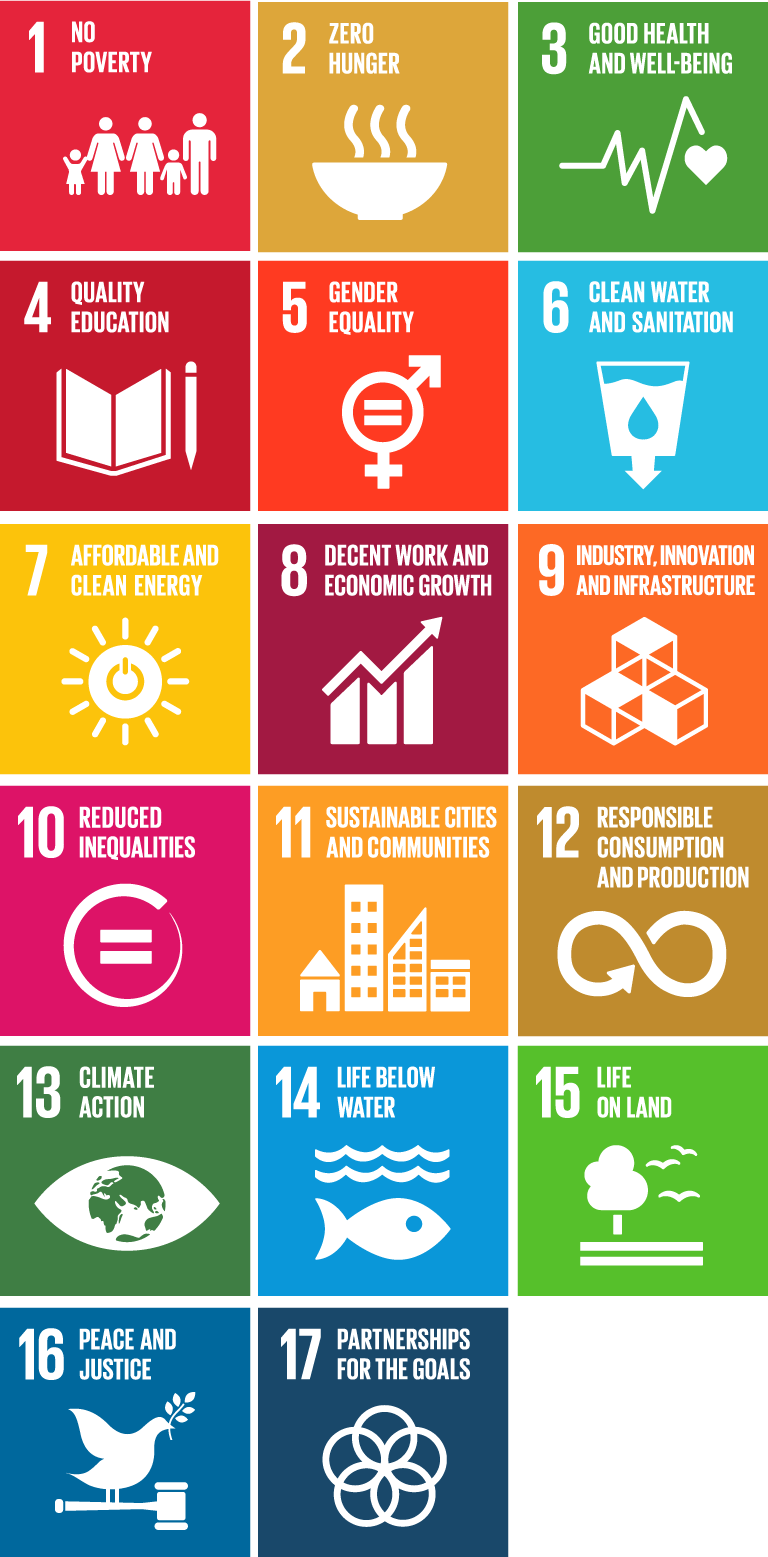 1 NO
POVERTY
2 ZERO
HUNGER
3 GOOD HEALTH
AND WELL-BEING
4 QUALITY
EDUCATION
5 GENDER
EQUALITY
6 CLEAN WATER
AND SANITATION
7 AFFORDABLE AND
CLEAN ENERGY
8 DECENT WORK AND
ECONOMIC GROWTH
9 INDUSTRY, INNOVATION
AND INFRASTRUCTURE
10 REDUCED
INEQUALITIES
11 SUSTAINABLE CITIES
AND COMMUNITIES
12 RESPONSIBLE
CONSUMPTION
AND PRODUCTION
13 CLIMATE
ACTION
14 LIFE BELOW
WATER
15 LIFE
ON LAND
16 PEACE AND
JUSTICE
17 PARTNERSHIPS
FOR THE GOALS